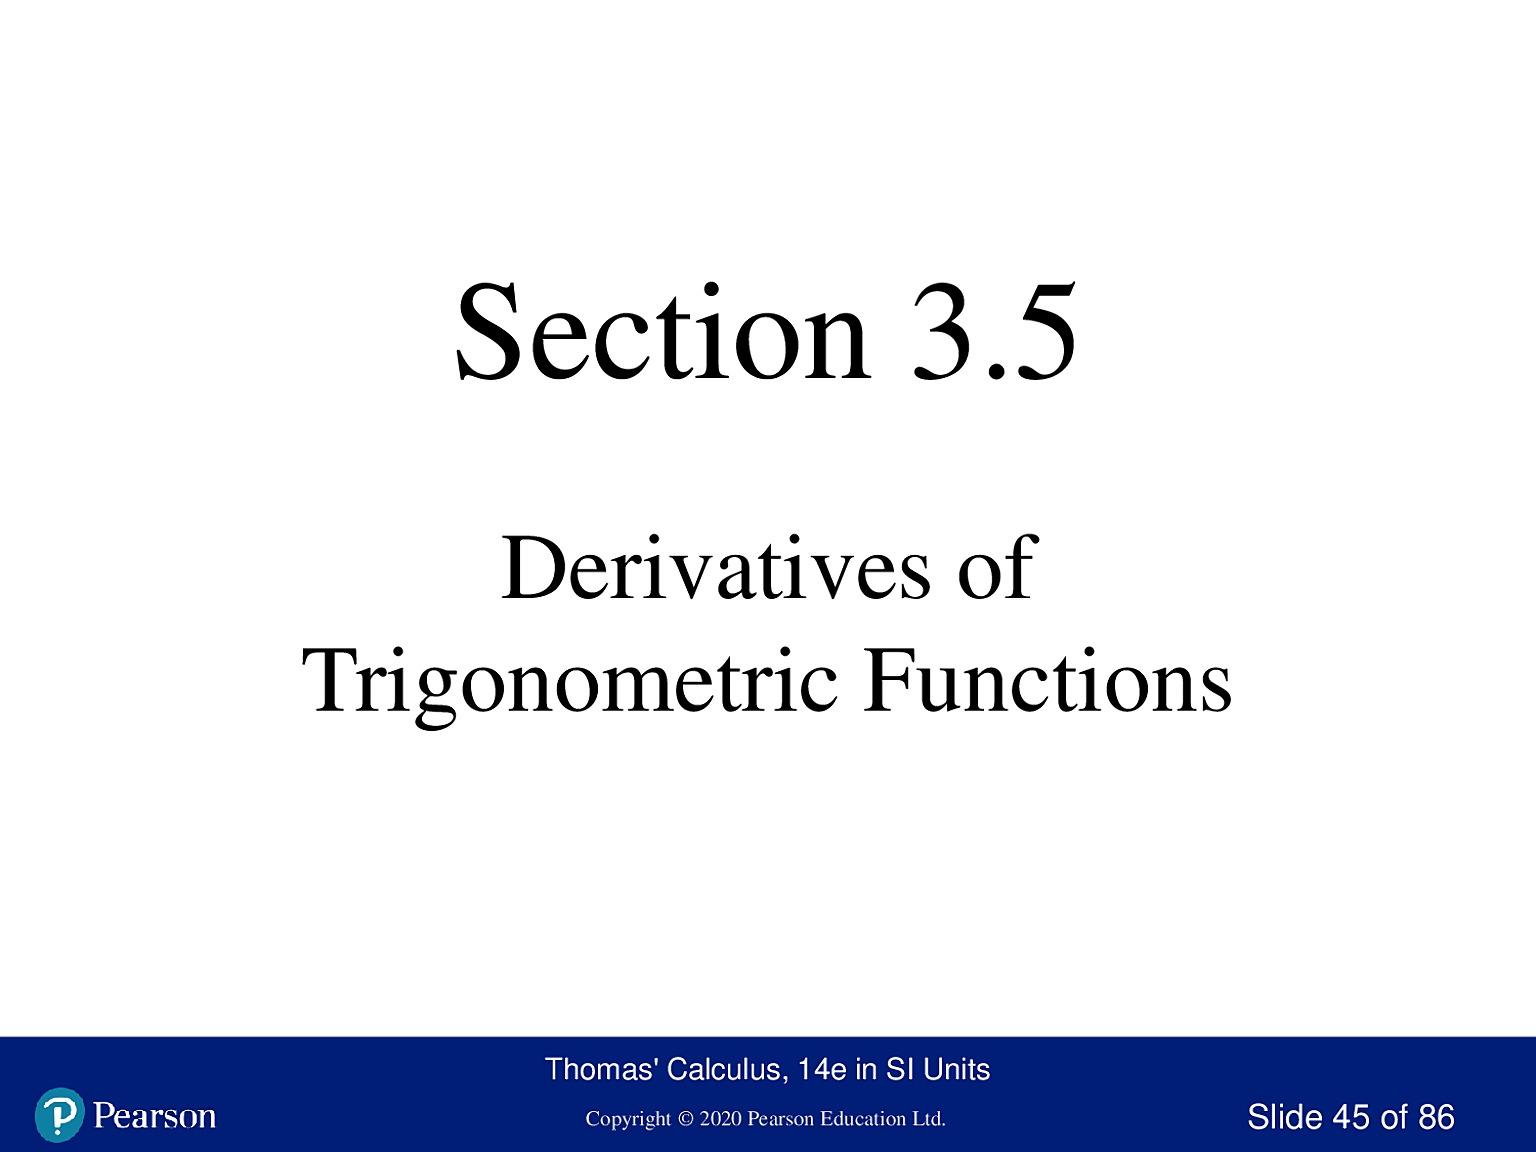 Section 3.5
Derivatives of
Trigonometric Functions
Thomas' Calculus, 14e in SI Units
Pearson
Copyright © 2020 Pearson Education Ltd.
Slide 45 of 86